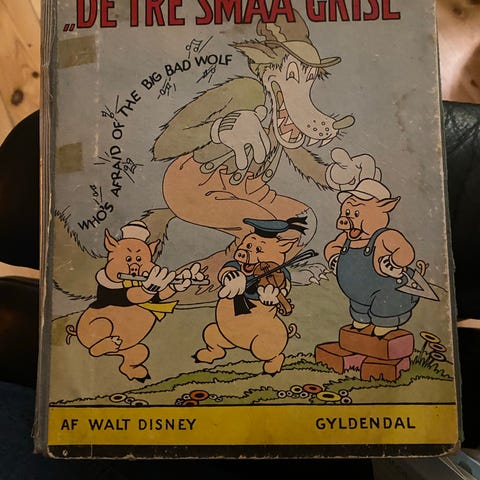 „DE TRE SMAA GRISE"
WHO'S AFRAID OF THE BIG BAD WOLF
AF WALT DISNEY GYLDENDAL